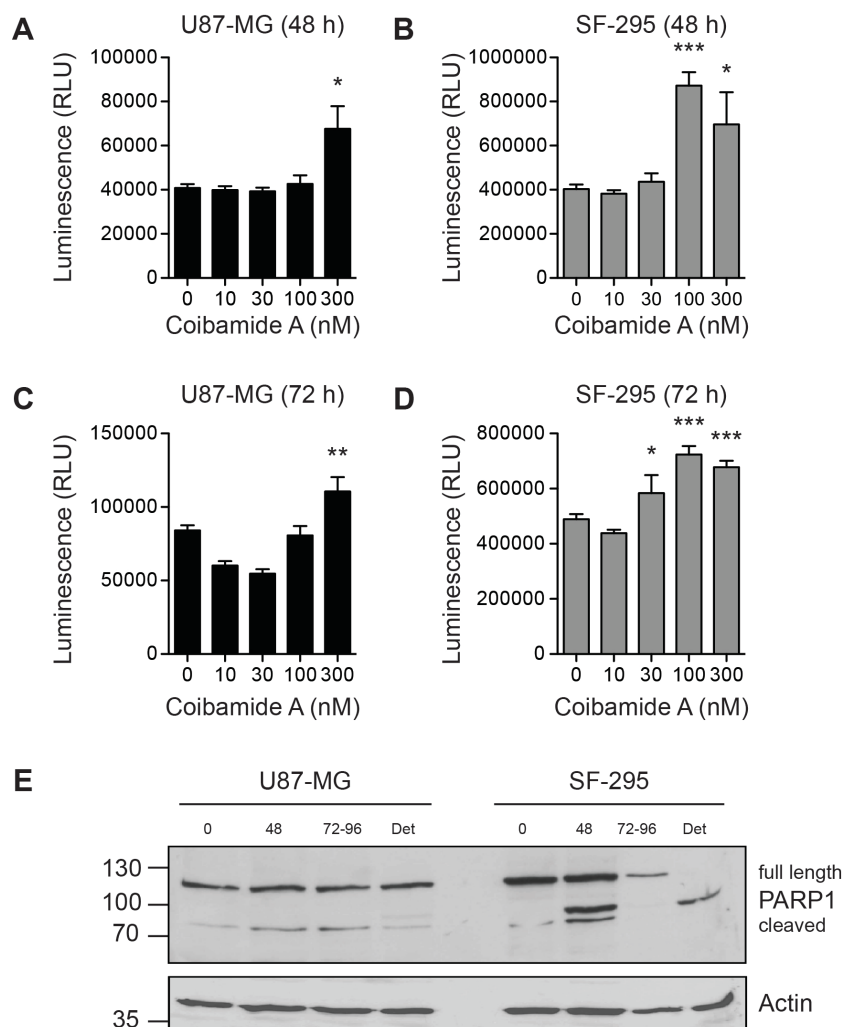 A
U87-MG (48 h)
Luminescence (RLU)
100000
80000
60000
40000
20000
0
*
0 10 30 100 300
Coibamide A (nM)
B
SF-295 (48 h)
Luminescence (RLU)
1000000
800000
600000
400000
200000
0
***
*
0 10 30 100 300
Coibamide A (nM)
C
U87-MG (72 h)
Luminescence (RLU)
150000
100000
50000
0
**
0 10 30 100 300
Coibamide A (nM)
D
SF-295 (72 h)
Luminescence (RLU)
800000
600000
400000
200000
0
*
***
***
0 10 30 100 300
Coibamide A (nM)
E
U87-MG SF-295
0 48 72-96 Det 0 48 72-96 Det
130
100
70
full length
PARP1
cleaved
35
Actin